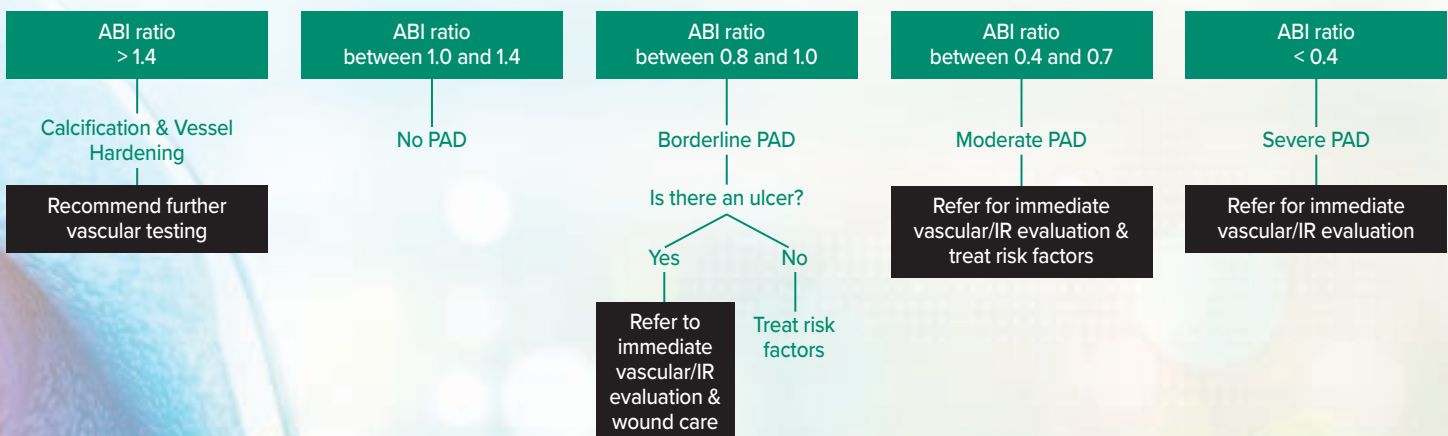 ABI ratio
> 1.4
Calcification & Vessel
Hardening
Recommend further
vascular testing
ABI ratio
between 1.0 and 1.4
No PAD
ABI ratio
between 0.8 and 1.0
Borderline PAD
Is there an ulcer?
Yes
Refer to
immediate
vascular/IR
evaluation &
wound care
No
Treat risk
factors
ABI ratio
between 0.4 and 0.7
Moderate PAD
Refer for immediate
vascular/IR evaluation &
treat risk factors
ABI ratio
< 0.4
Severe PAD
Refer for immediate
vascular/IR evaluation